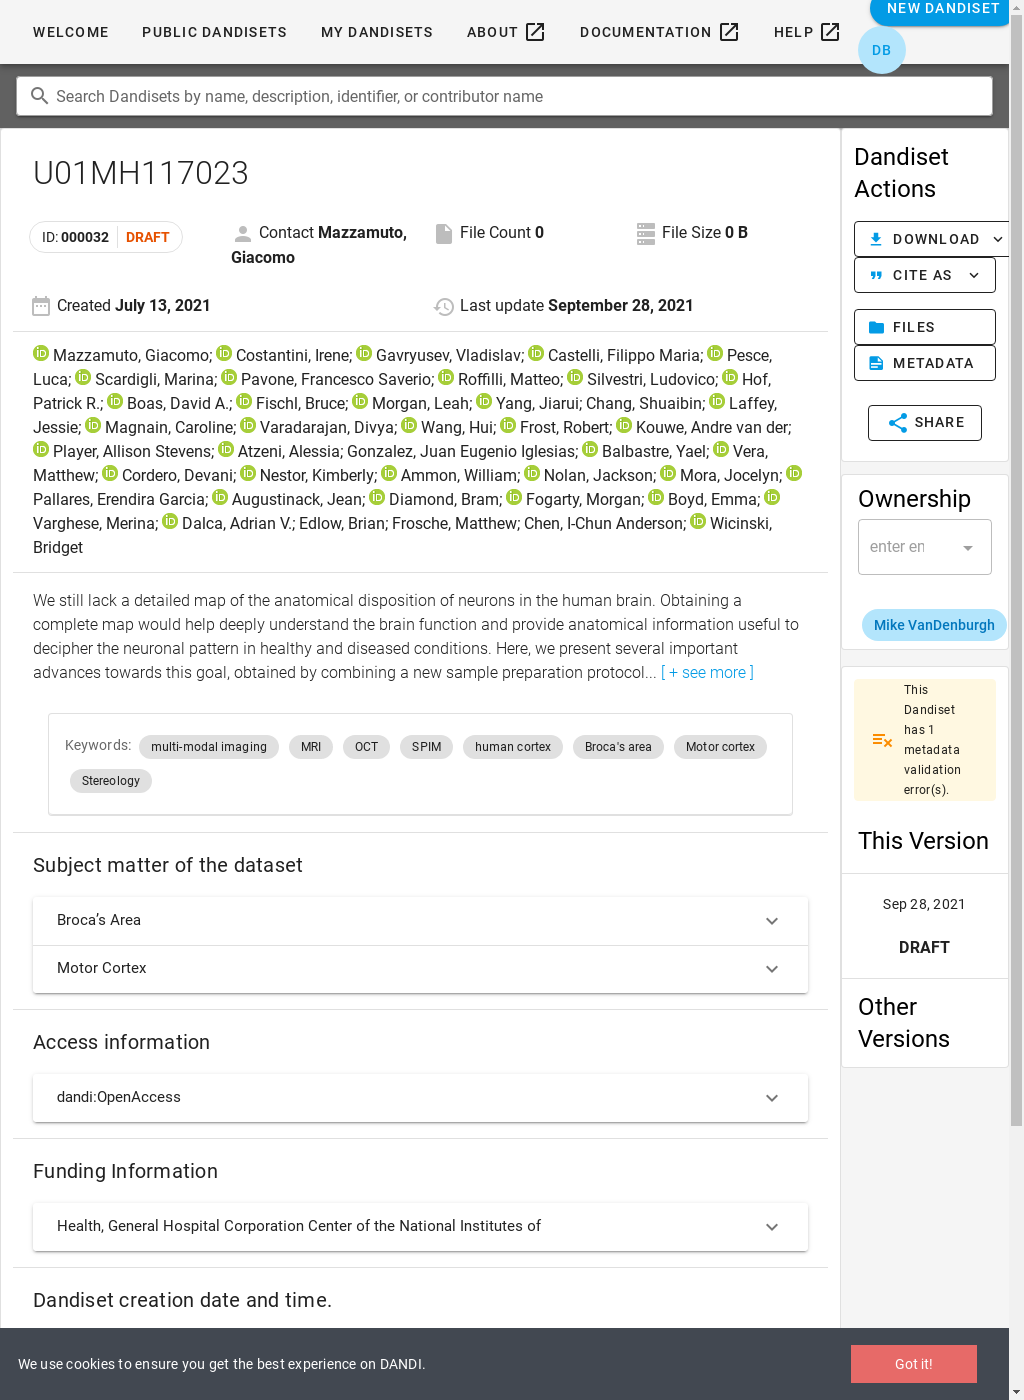 WELCOME
PUBLIC DANDISETS
MY DANDISETS
ABOUT
DOCUMENTATION
HELP
NEW DANDISET
DB
Search Dandisets by name, description, identifier, or contributor name
U01MH117023
ID: 000032 DRAFT
Contact Mazzamuto,
Giacomo
File Count 0
File Size 0 B
Created July 13, 2021
Last update September 28, 2021
Mazzamuto, Giacomo; Costantini, Irene; Gavryusev, Vladislav; Castelli, Filippo Maria; Pesce,
Luca; Scardigli, Marina; Pavone, Francesco Saverio; Roffilli, Matteo; Silvestri, Ludovico; Hof,
Patrick R.; Boas, David A.; Fischl, Bruce; Morgan, Leah; Yang, Jiarui; Chang, Shuaibin; Laffey,
Jessie; Magnain, Caroline; Varadarajan, Divya; Wang, Hui; Frost, Robert; Kouwe, Andre van der;
Player, Allison Stevens; Atzeni, Alessia; Gonzalez, Juan Eugenio Iglesias; Balbastre, Yael; Vera,
Matthew; Cordero, Devani; Nestor, Kimberly; Ammon, William; Nolan, Jackson; Mora, Jocelyn;
Pallares, Erendira Garcia; Augustinack, Jean; Diamond, Bram; Fogarty, Morgan; Boyd, Emma;
Varghese, Merina; Dalca, Adrian V.; Edlow, Brian; Frosche, Matthew; Chen, I-Chun Anderson; Wicinski,
Bridget
We still lack a detailed map of the anatomical disposition of neurons in the human brain. Obtaining a
complete map would help deeply understand the brain function and provide anatomical information useful to
decipher the neuronal pattern in healthy and diseased conditions. Here, we present several important
advances towards this goal, obtained by combining a new sample preparation protocol... [ + see more ]
Keywords: multi-modal imaging MRI OCT SPIM human cortex Broca's area Motor cortex
Stereology
Subject matter of the dataset
Broca’s Area
Motor Cortex
Access information
dandi:OpenAccess
Funding Information
Health, General Hospital Corporation Center of the National Institutes of
Dandiset creation date and time.
Dandiset
Actions
DOWNLOAD
CITE AS
FILES
METADATA
SHARE
Ownership
enter en
Mike VanDenburgh
This
Dandiset
has 1
metadata
validation
error(s).
This Version
Sep 28, 2021
DRAFT
Other
Versions
We use cookies to ensure you get the best experience on DANDI.
Got it!